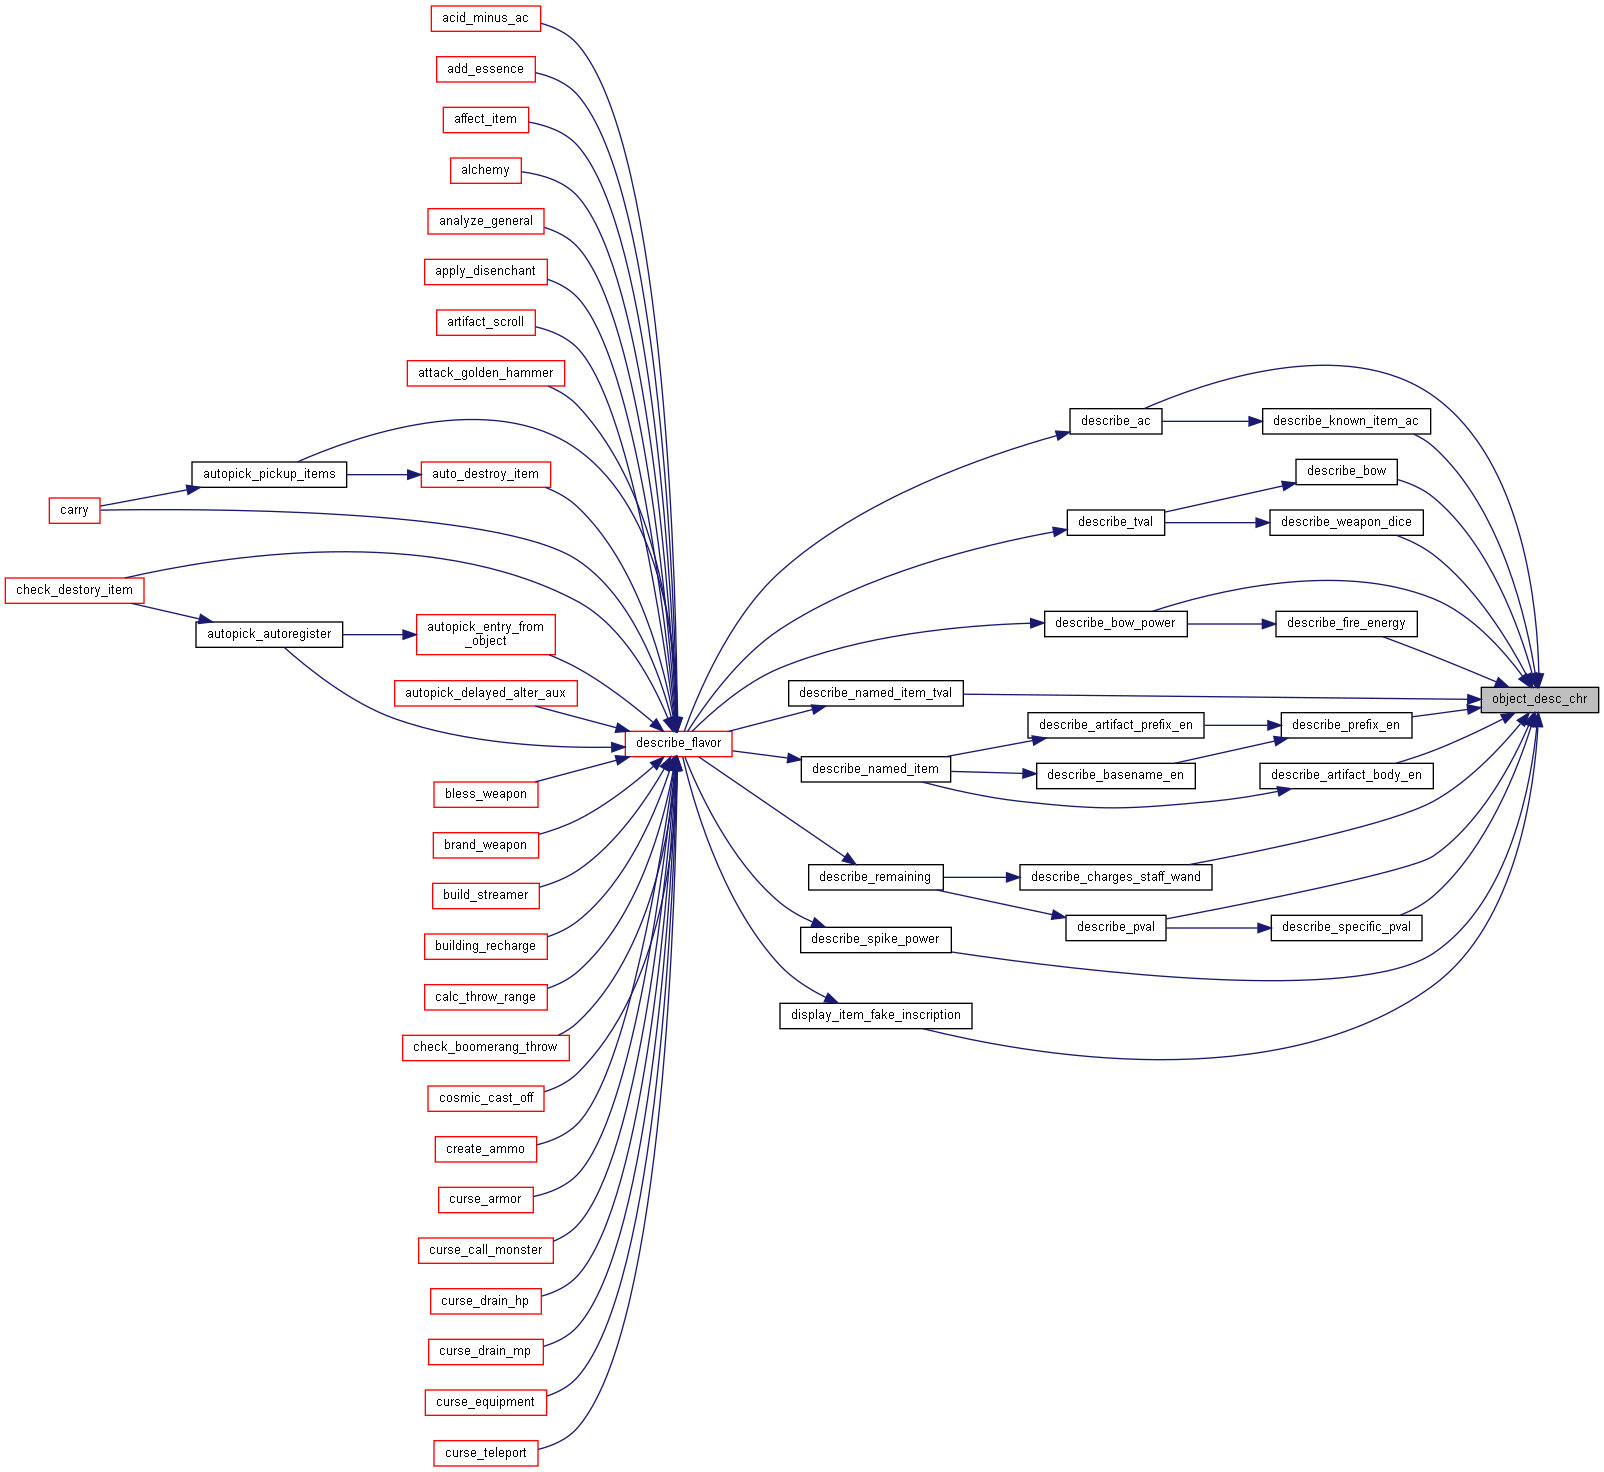 acid_minus_ac
add_essence
affect_item
alchemy
analyze_general
apply_disenchant
artifact_scroll
attack_golden_hammer
autopick_pickup_items
auto_destroy_item
carry
check_destory_item
autopick_autoregister
autopick_entry_from
_object
autopick_delayed_alter_aux
describe_flavor
bless_weapon
brand_weapon
build_streamer
building_recharge
calc_throw_range
check_boomerang_throw
cosmic_cast_off
create_ammo
curse_armor
curse_call_monster
curse_drain_hp
curse_drain_mp
curse_equipment
curse_teleport
describe_ac
describe_known_item_ac
describe_bow
describe_tval
describe_weapon_dice
describe_bow_power
describe_fire_energy
describe_named_item_tval
object_desc_chr
describe_artifact_prefix_en
describe_prefix_en
describe_named_item
describe_basename_en
describe_artifact_body_en
describe_remaining
describe_charges_staff_wand
describe_pval
describe_specific_pval
describe_spike_power
display_item_fake_inscription